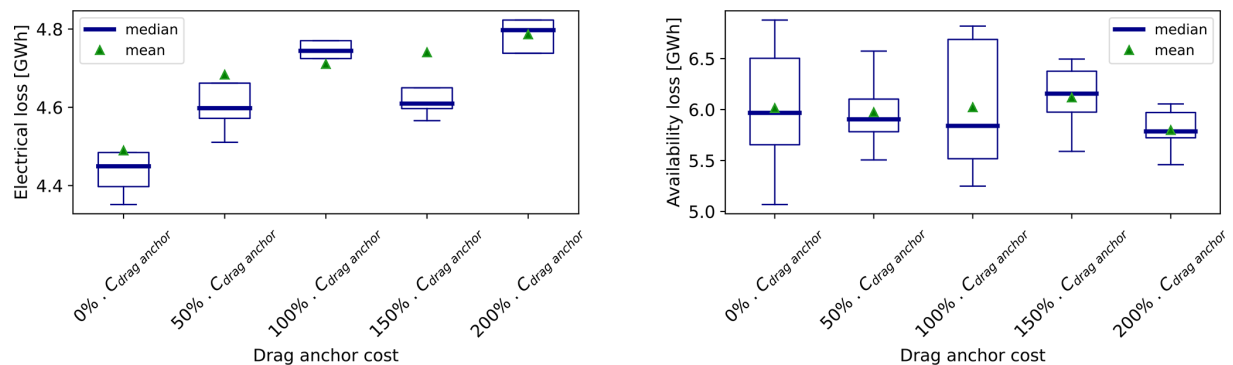 Electrical loss [GWh]
4.8
4.6
4.4
median
mean
0% . C_drag anchor
50% . C_drag anchor
100% . C_drag anchor
150% . C_drag anchor
200% . C_drag anchor
Drag anchor cost
Availability loss [GWh]
6.5
6.0
5.5
5.0
median
mean
0% . C_drag anchor
50% . C_drag anchor
100% . C_drag anchor
150% . C_drag anchor
200% . C_drag anchor
Drag anchor cost